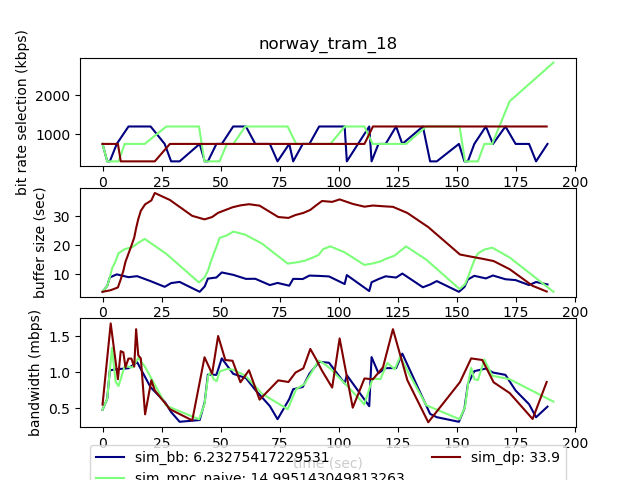 norway_tram_18
bit rate selection (kbps)
2000
1000
0 25 50 75 100 125 150 175 200
buffer size (sec)
30
20
10
0 25 50 75 100 125 150 175 200
bandwidth (mbps)
1.5
1.0
0.5
0 25 50 75 100 125 150 175 200
time (sec)
sim_bb: 6.23275417229531 sim_dp: 33.9
sim_mpc_naive: 14.995143049813263